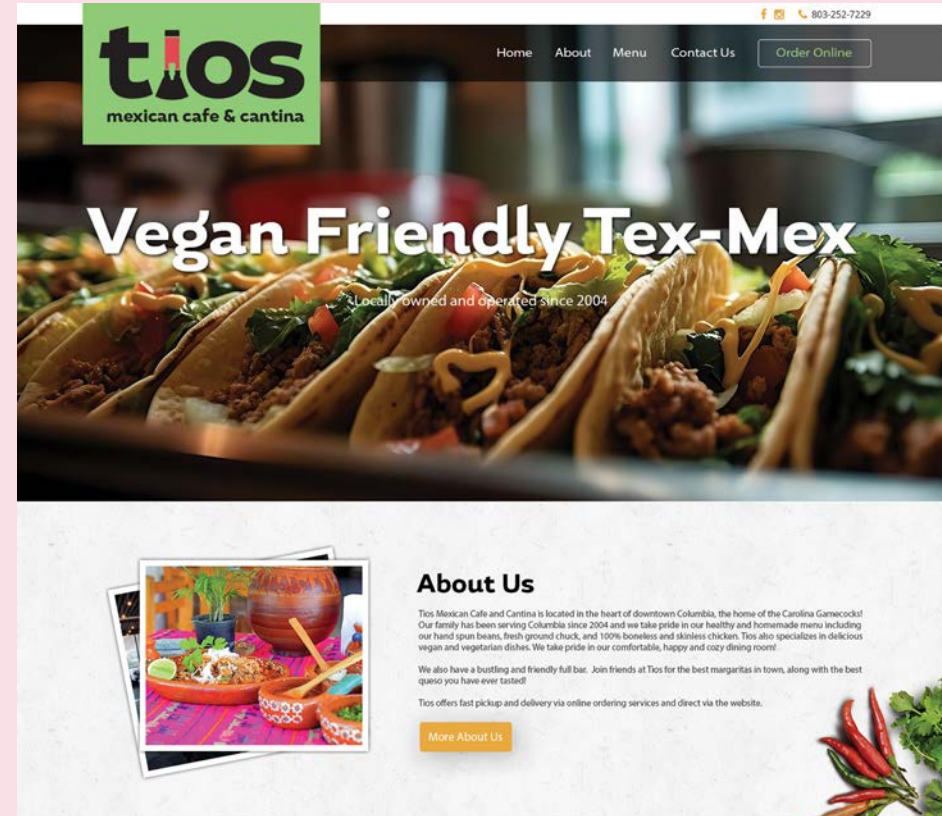 803-252-7229
tios
mexican cafe & cantina
Home About Menu Contact Us Order Online
Vegan Friendly Tex-Mex
Locally owned and operated since 2004
About Us
Tios Mexican Cafe and Cantina is located in the heart of downtown Columbia, the home of the Carolina Gamecocks!
Our family has been serving Columbia since 2004 and we take pride in our healthy and homemade menu including
our hand spun beans, fresh ground chuck, and 100% boneless and skinless chicken. Tios also specializes in delicious
vegan and vegetarian dishes. We take pride in our comfortable, happy and cozy dining room!
We also have a bustling and friendly full bar. Join friends at Tios for the best margaritas in town, along with the best
queso you have ever tasted!
Tios offers fast pickup and delivery via online ordering services and direct via the website.
More About Us